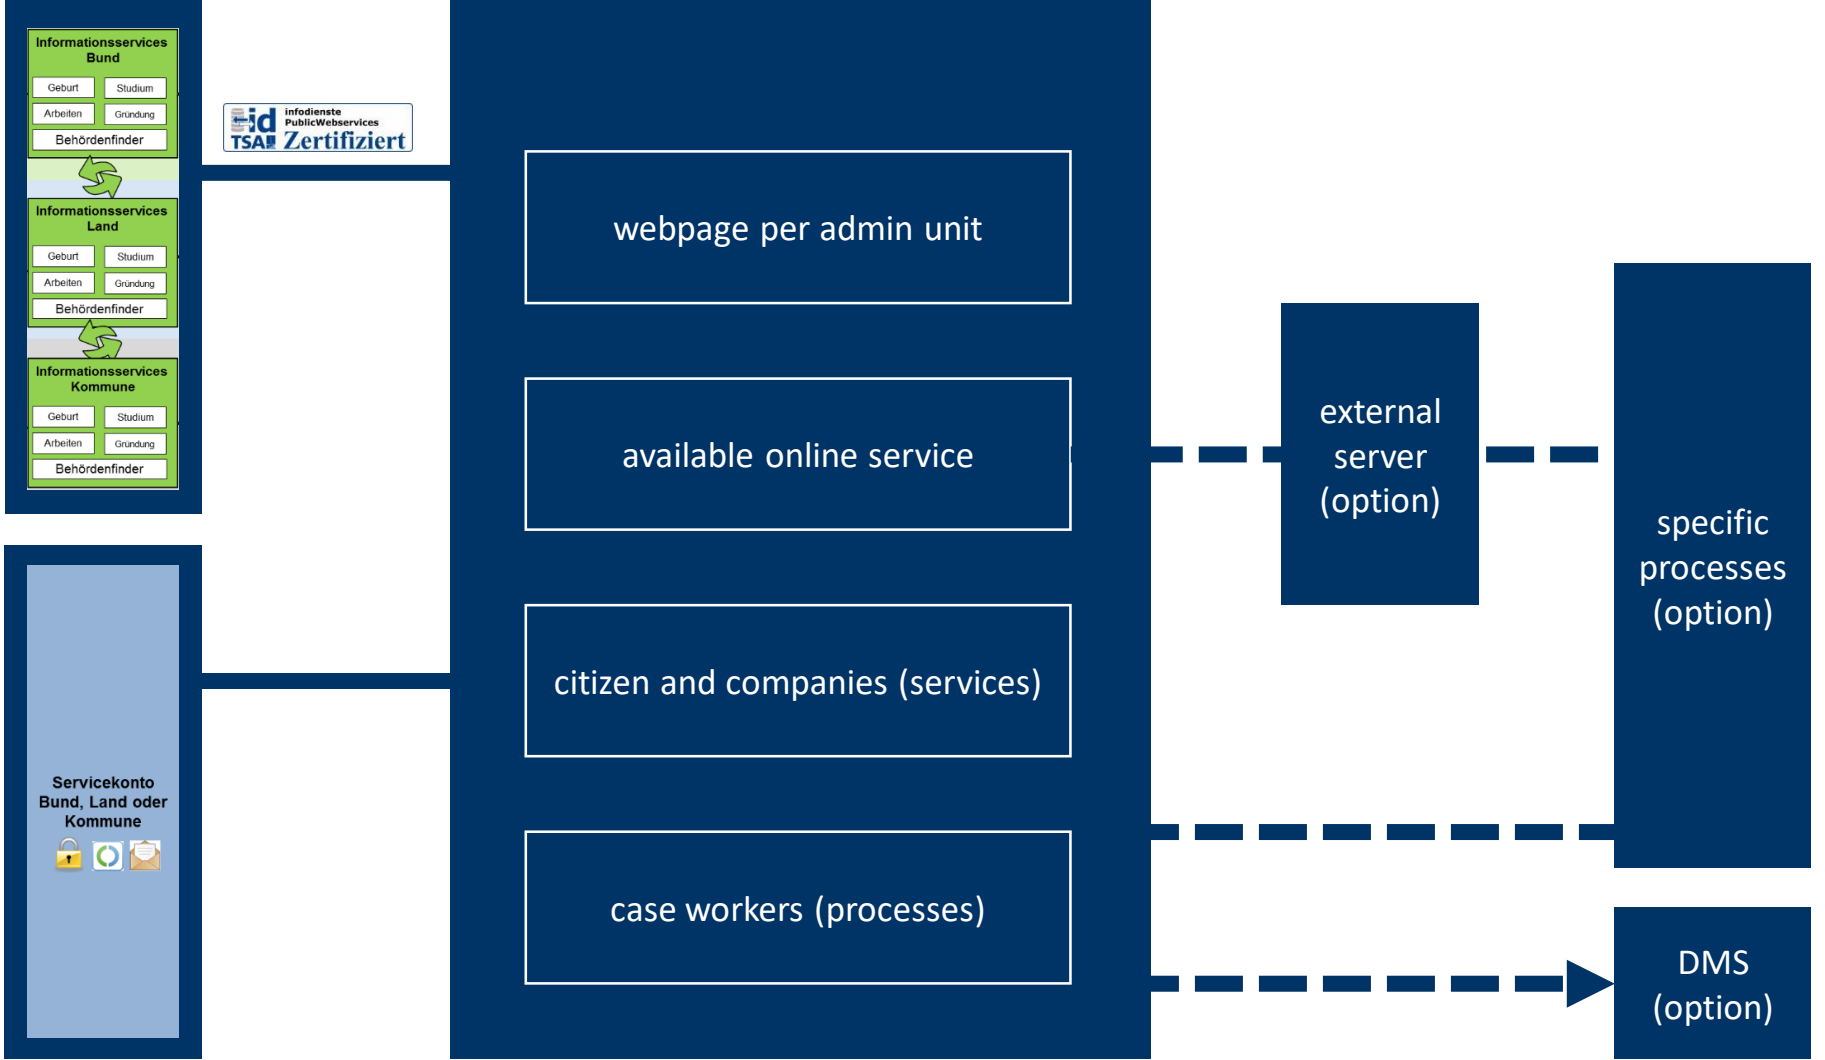 Informationsservices
Bund
Geburt
Studium
Arbeiten
Gründung
Behördenfinder
Informationsservices
Land
Geburt
Studium
Arbeiten
Gründung
Behördenfinder
Informationsservices
Kommune
Geburt
Studium
Arbeiten
Gründung
Behördenfinder
Servicekonto
Bund, Land oder
Kommune
id
TSA
infodienste
PublicWebservices
Zertifiziert
webpage per admin unit
available online service
citizen and companies (services)
case workers (processes)
external
server
(option)
specific
processes
(option)
DMS
(option)